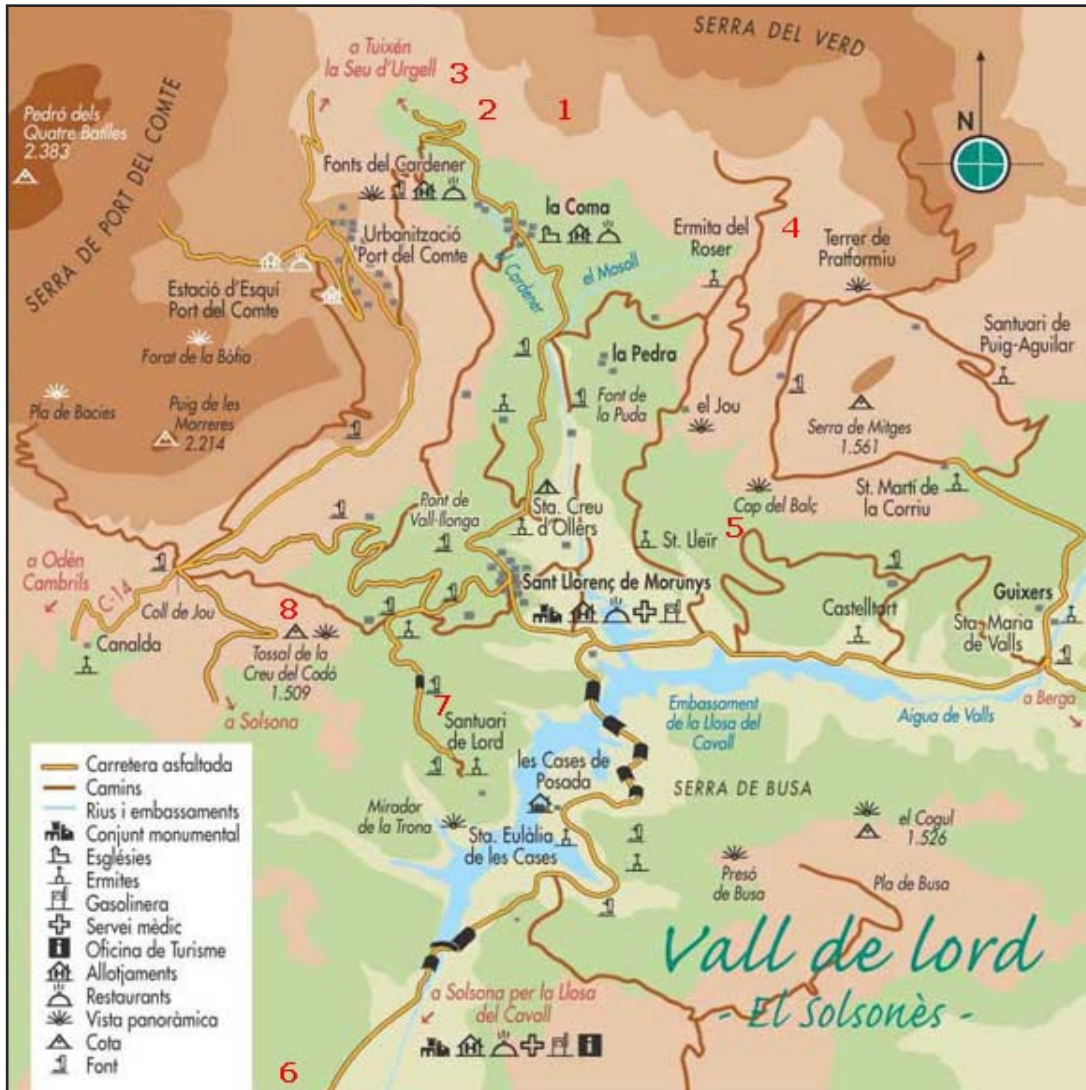 SERRA DEL VERD
a Tuixén
la Seu d'Urgell
3
2
1
Pedró dels
Quatre Batlles
2.383
SERRA DE PORT DEL COMTE
N
Fonts del Cardener
la Coma
Urbanització
Port del Comte
el Cardener
el Mosoll
Ermita del
Roser
4
Terrer de
Pratformiu
Estació d'Esquí
Port del Comte
Forat de la Bòfia
la Pedra
Font de
la Puda
Santuari de
Puig-Aguilar
Pla de Bacies
Puig de les
Morreres
2.214
el Jou
Serra de Mitges
1.561
Pont de
Vall-llonga
Sta. Creu
d'Ollers
Cap del Balç
St. Martí de
la Corriu
5
St. Lleïr
a Odèn
Cambrils
C-14
Coll de Jou
Sant Llorenç de Morunys
Castelltort
Guixers
Sta. Maria
de Valls
8
Canalda
Tossal de la
Creu del Codó
1.509
a Solsona
7
Santuari
de Lord
Embassament
de la Llosa del
Cavall
Aigua de Valls
a Berga
les Cases de
Posada
SERRA DE BUSA
Mirador
de la Trona
Sta. Eulàlia
de les Cases
el Cogul
1.526
Presó
de Busa
Pla de Busa
Carretera asfaltada
Camins
Rius i embassaments
Conjunt monumental
Esglésies
Ermites
Gasolinera
Servei mèdic
i
Oficina de Turisme
Allotjaments
Restaurants
Vista panoràmica
Cota
Font
Vall de lord
- El Solsonès -
a Solsona per la Llosa
del Cavall
i
6